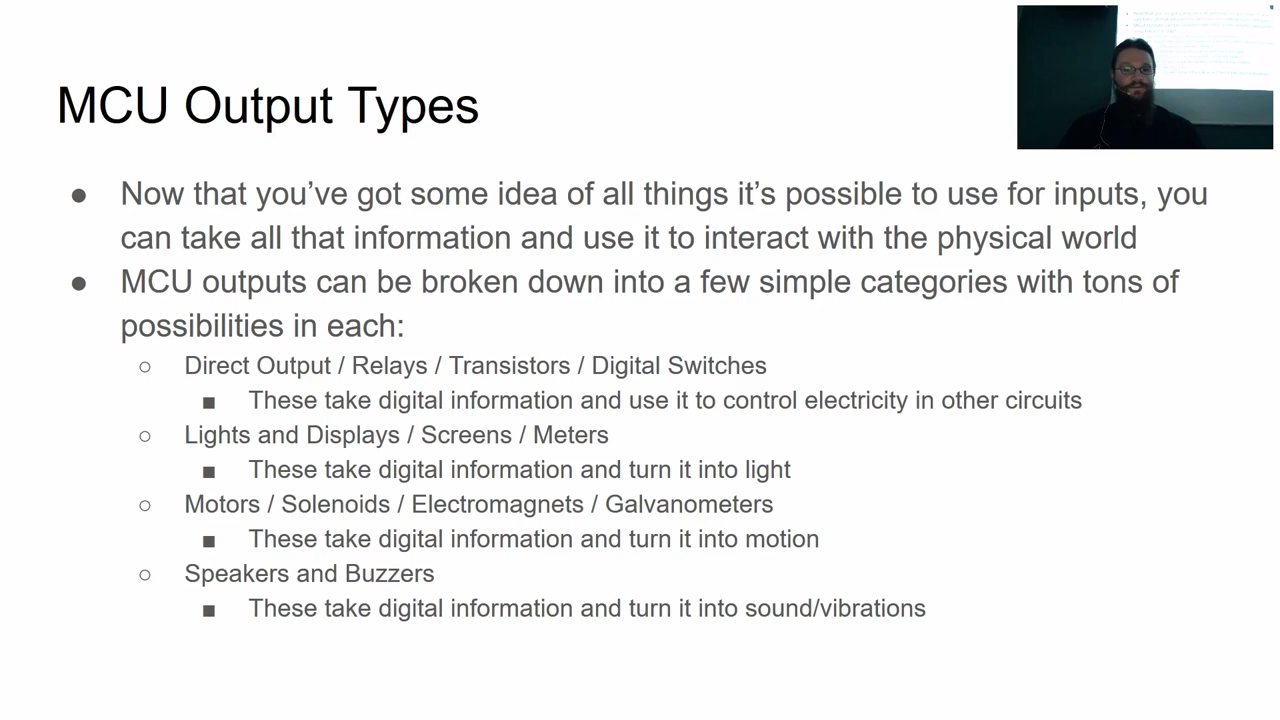 MCU Output Types
● Now that you've got some idea of all things it's possible to use for inputs, you
can take all that information and use it to interact with the physical world
● MCU outputs can be broken down into a few simple categories with tons of
possibilities in each:
○ Direct Output / Relays / Transistors / Digital Switches
■ These take digital information and use it to control electricity in other circuits
○ Lights and Displays / Screens / Meters
■ These take digital information and turn it into light
○ Motors / Solenoids / Electromagnets / Galvanometers
■ These take digital information and turn it into motion
○ Speakers and Buzzers
■ These take digital information and turn it into sound/vibrations